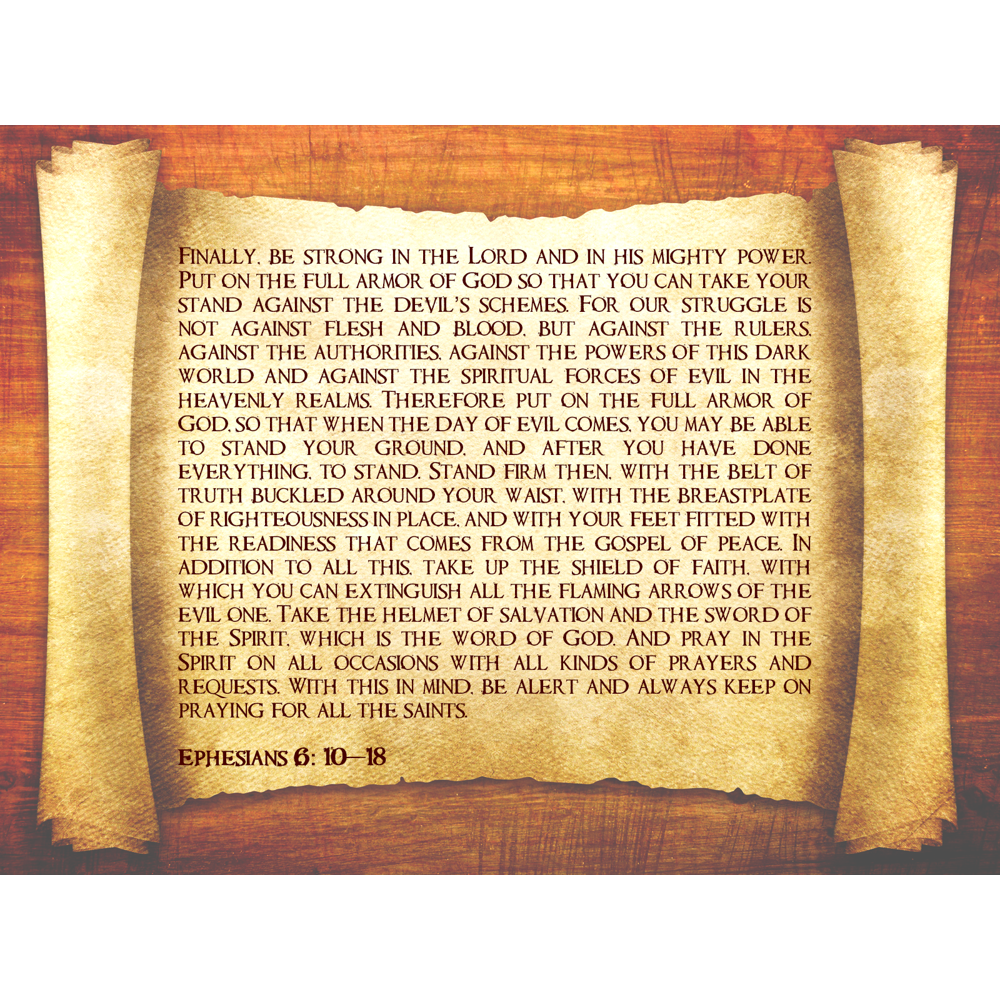 Finally, be strong in the Lord and in his mighty power.
Put on the full armor of God so that you can take your
stand against the devil's schemes. For our struggle is
not against flesh and blood, but against the rulers,
against the authorities, against the powers of this dark
world and against the spiritual forces of evil in the
heavenly realms. Therefore put on the full armor of
God, so that when the day of evil comes, you may be able
to stand your ground, and after you have done
everything, to stand. Stand firm then, with the belt of
truth buckled around your waist, with the breastplate
of righteousness in place, and with your feet fitted with
the readiness that comes from the gospel of peace. In
addition to all this, take up the shield of faith, with
which you can extinguish all the flaming arrows of the
evil one. Take the helmet of salvation and the sword of
the Spirit, which is the word of God. And pray in the
Spirit on all occasions with all kinds of prayers and
requests. With this in mind, be alert and always keep on
praying for all the saints.
Ephesians 6: 10—18